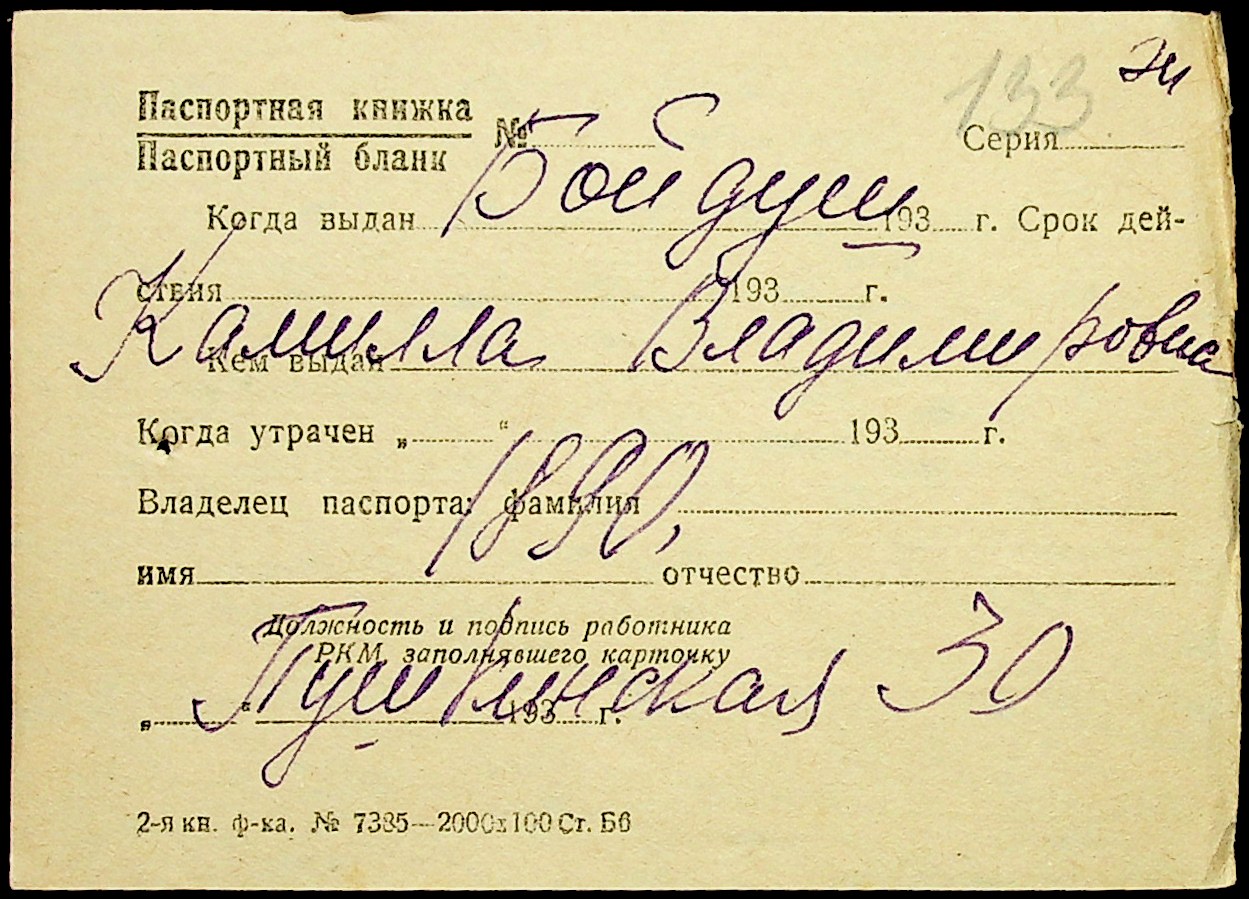 133 Эи
Паспортная книжка
Паспортный бланк № Серия
Бойдуш
Когда выдан 193 г. Срок дей-
ствия 193 г.
Камилла Владимировна
Кем выдан
Когда утрачен „ “ 193 г.
1890,
Владелец паспорта: фамилия
имя отчество
Должность и подпись работника
РКМ, заполнявшего карточку
Пушкинская 30
„ “ 193 г.
2-я кн. ф-ка. № 7385—2000х100 Ст. Б6